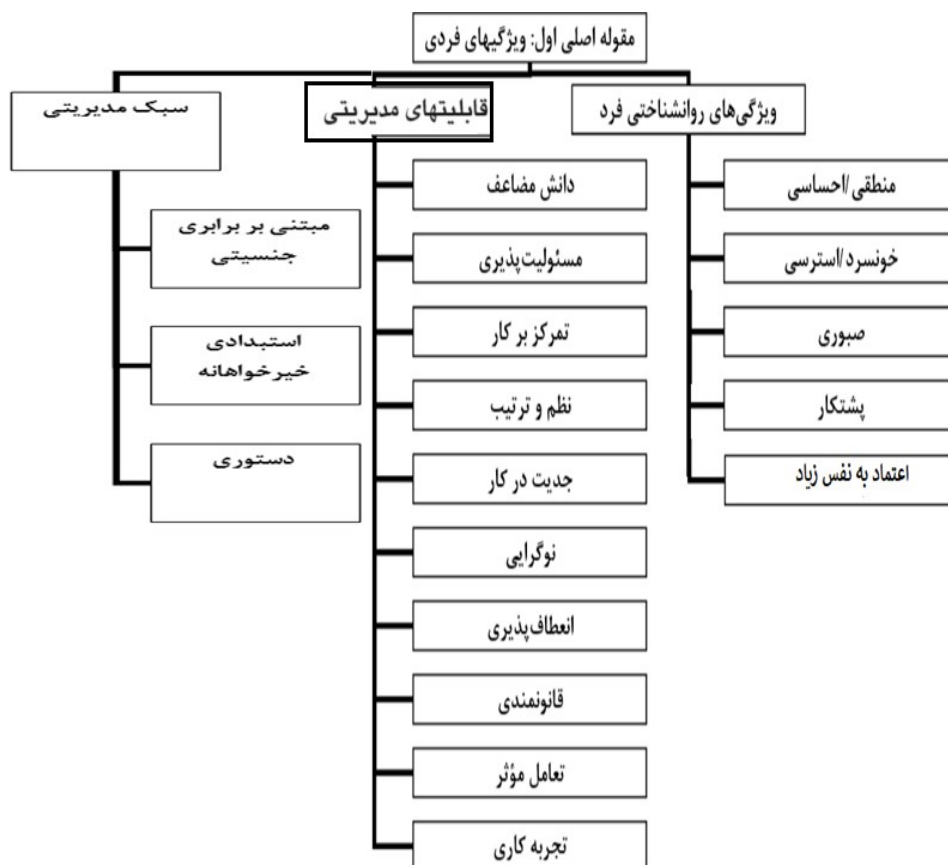 مقوله اصلی اول: ویژگیهای فردی
ویژگی‌های روانشناختی فرد
منطقی/احساسی
خونسرد/استرسی
صبوری
پشتکار
اعتماد به نفس زیاد
قابلیتهای مدیریتی
دانش مضاعف
مسئولیت‌پذیری
تمرکز بر کار
نظم و ترتیب
جدیت در کار
نوگرایی
انعطاف‌پذیری
قانونمندی
تعامل مؤثر
تجربه کاری
سبک مدیریتی
مبتنی بر برابری
جنسیتی
استبدادی
خیرخواهانه
دستوری